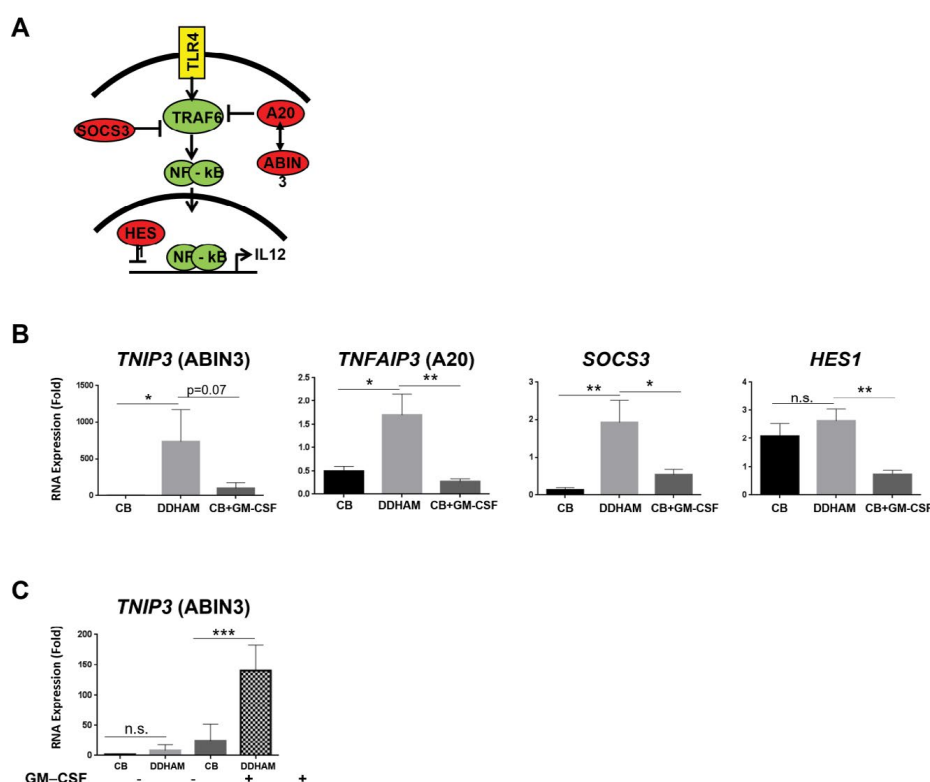 A
TLR4
TRAF6
SOCS3
A20
ABIN
3
NF - kB
HES
1
NF - kB
IL12
B
TNIP3 (ABIN3)
TNFAIP3 (A20)
SOCS3
HES1
RNA Expression (Fold)
1500
1000
500
0
*
p=0.07
CB
DDHAM
CB+GM-CSF
2.5
2.0
1.5
1.0
0.5
0.0
*
**
CB
DDHAM
CB+GM-CSF
3
2
1
0
**
*
CB
DDHAM
CB+GM-CSF
4
3
2
1
0
n.s.
**
CB
DDHAM
CB+GM-CSF
C
TNIP3 (ABIN3)
RNA Expression (Fold)
200
150
100
50
0
n.s.
***
CB
DDHAM
CB
DDHAM
GM–CSF - - + +